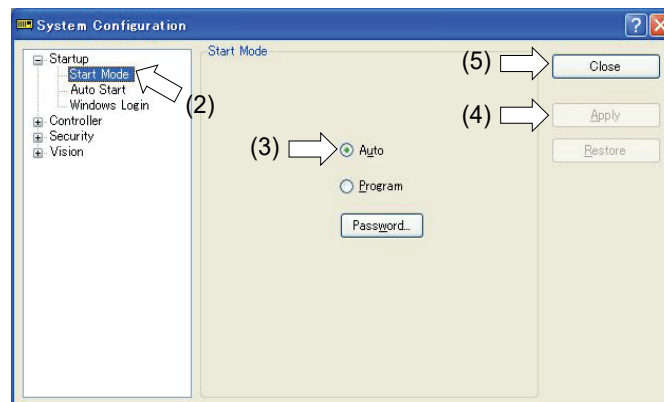 System Configuration
Startup
Start Mode
Auto Start
Windows Login
Controller
Security
Vision
(2)
Start Mode
(3)
Auto
Program
Password...
(5)
Close
(4)
Apply
Restore